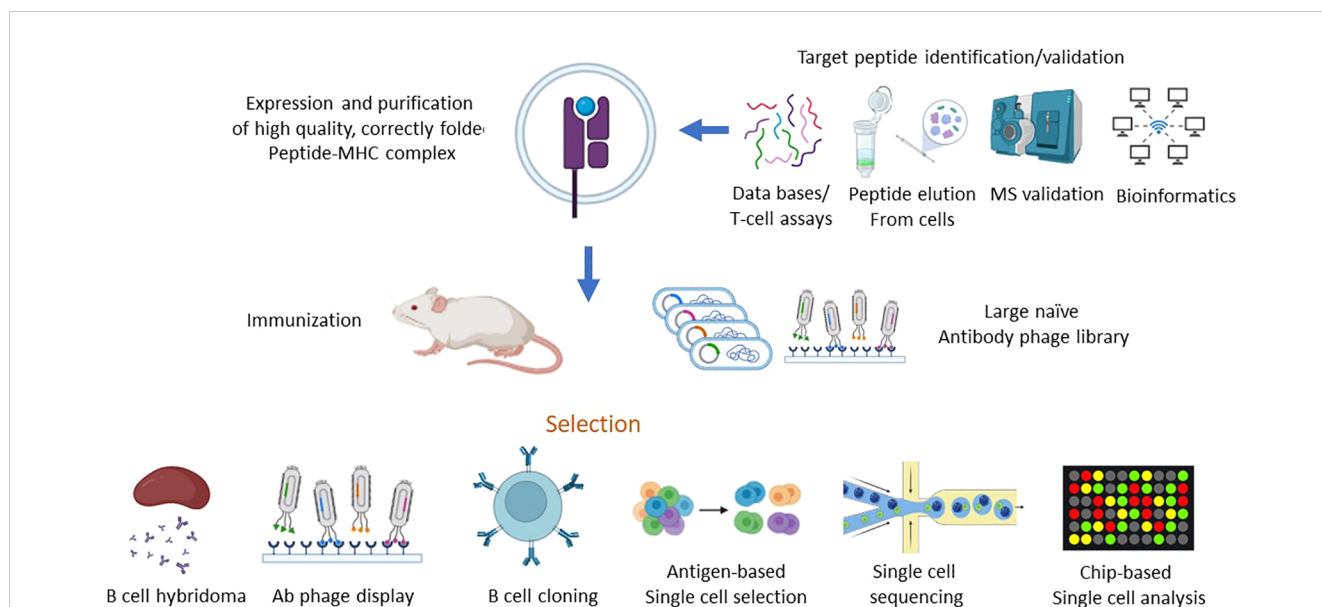 Target peptide identification/validation
Expression and purification
of high quality, correctly folde
Peptide-MHC complex
Data bases/
T-cell assays
Peptide elution
From cells
MS validation
Bioinformatics
Immunization
Large naïve
Antibody phage library
Selection
B cell hybridoma
Ab phage display
B cell cloning
Antigen-based
Single cell selection
Single cell
sequencing
Chip-based
Single cell analysis